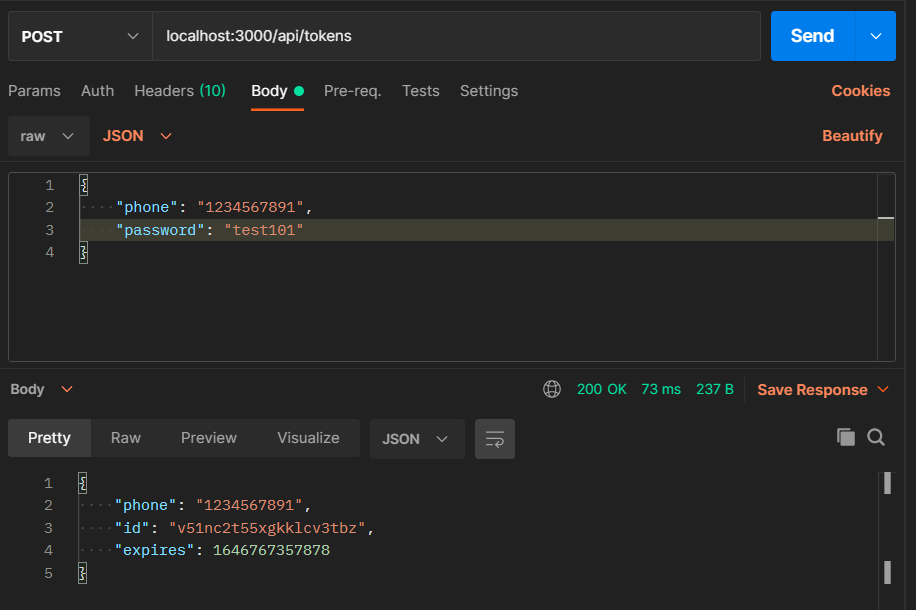 POST localhost:3000/api/tokens Send
Params Auth Headers (10) Body Pre-req. Tests Settings Cookies
raw JSON Beautify
1 {
2 "phone": "1234567891",
3 "password": "test101"
4 }
Body 200 OK 73 ms 237 B Save Response
Pretty Raw Preview Visualize JSON
1 {
2 "phone": "1234567891",
3 "id": "v51nc2t55xgkklcv3tbz",
4 "expires": 1646767357878
5 }